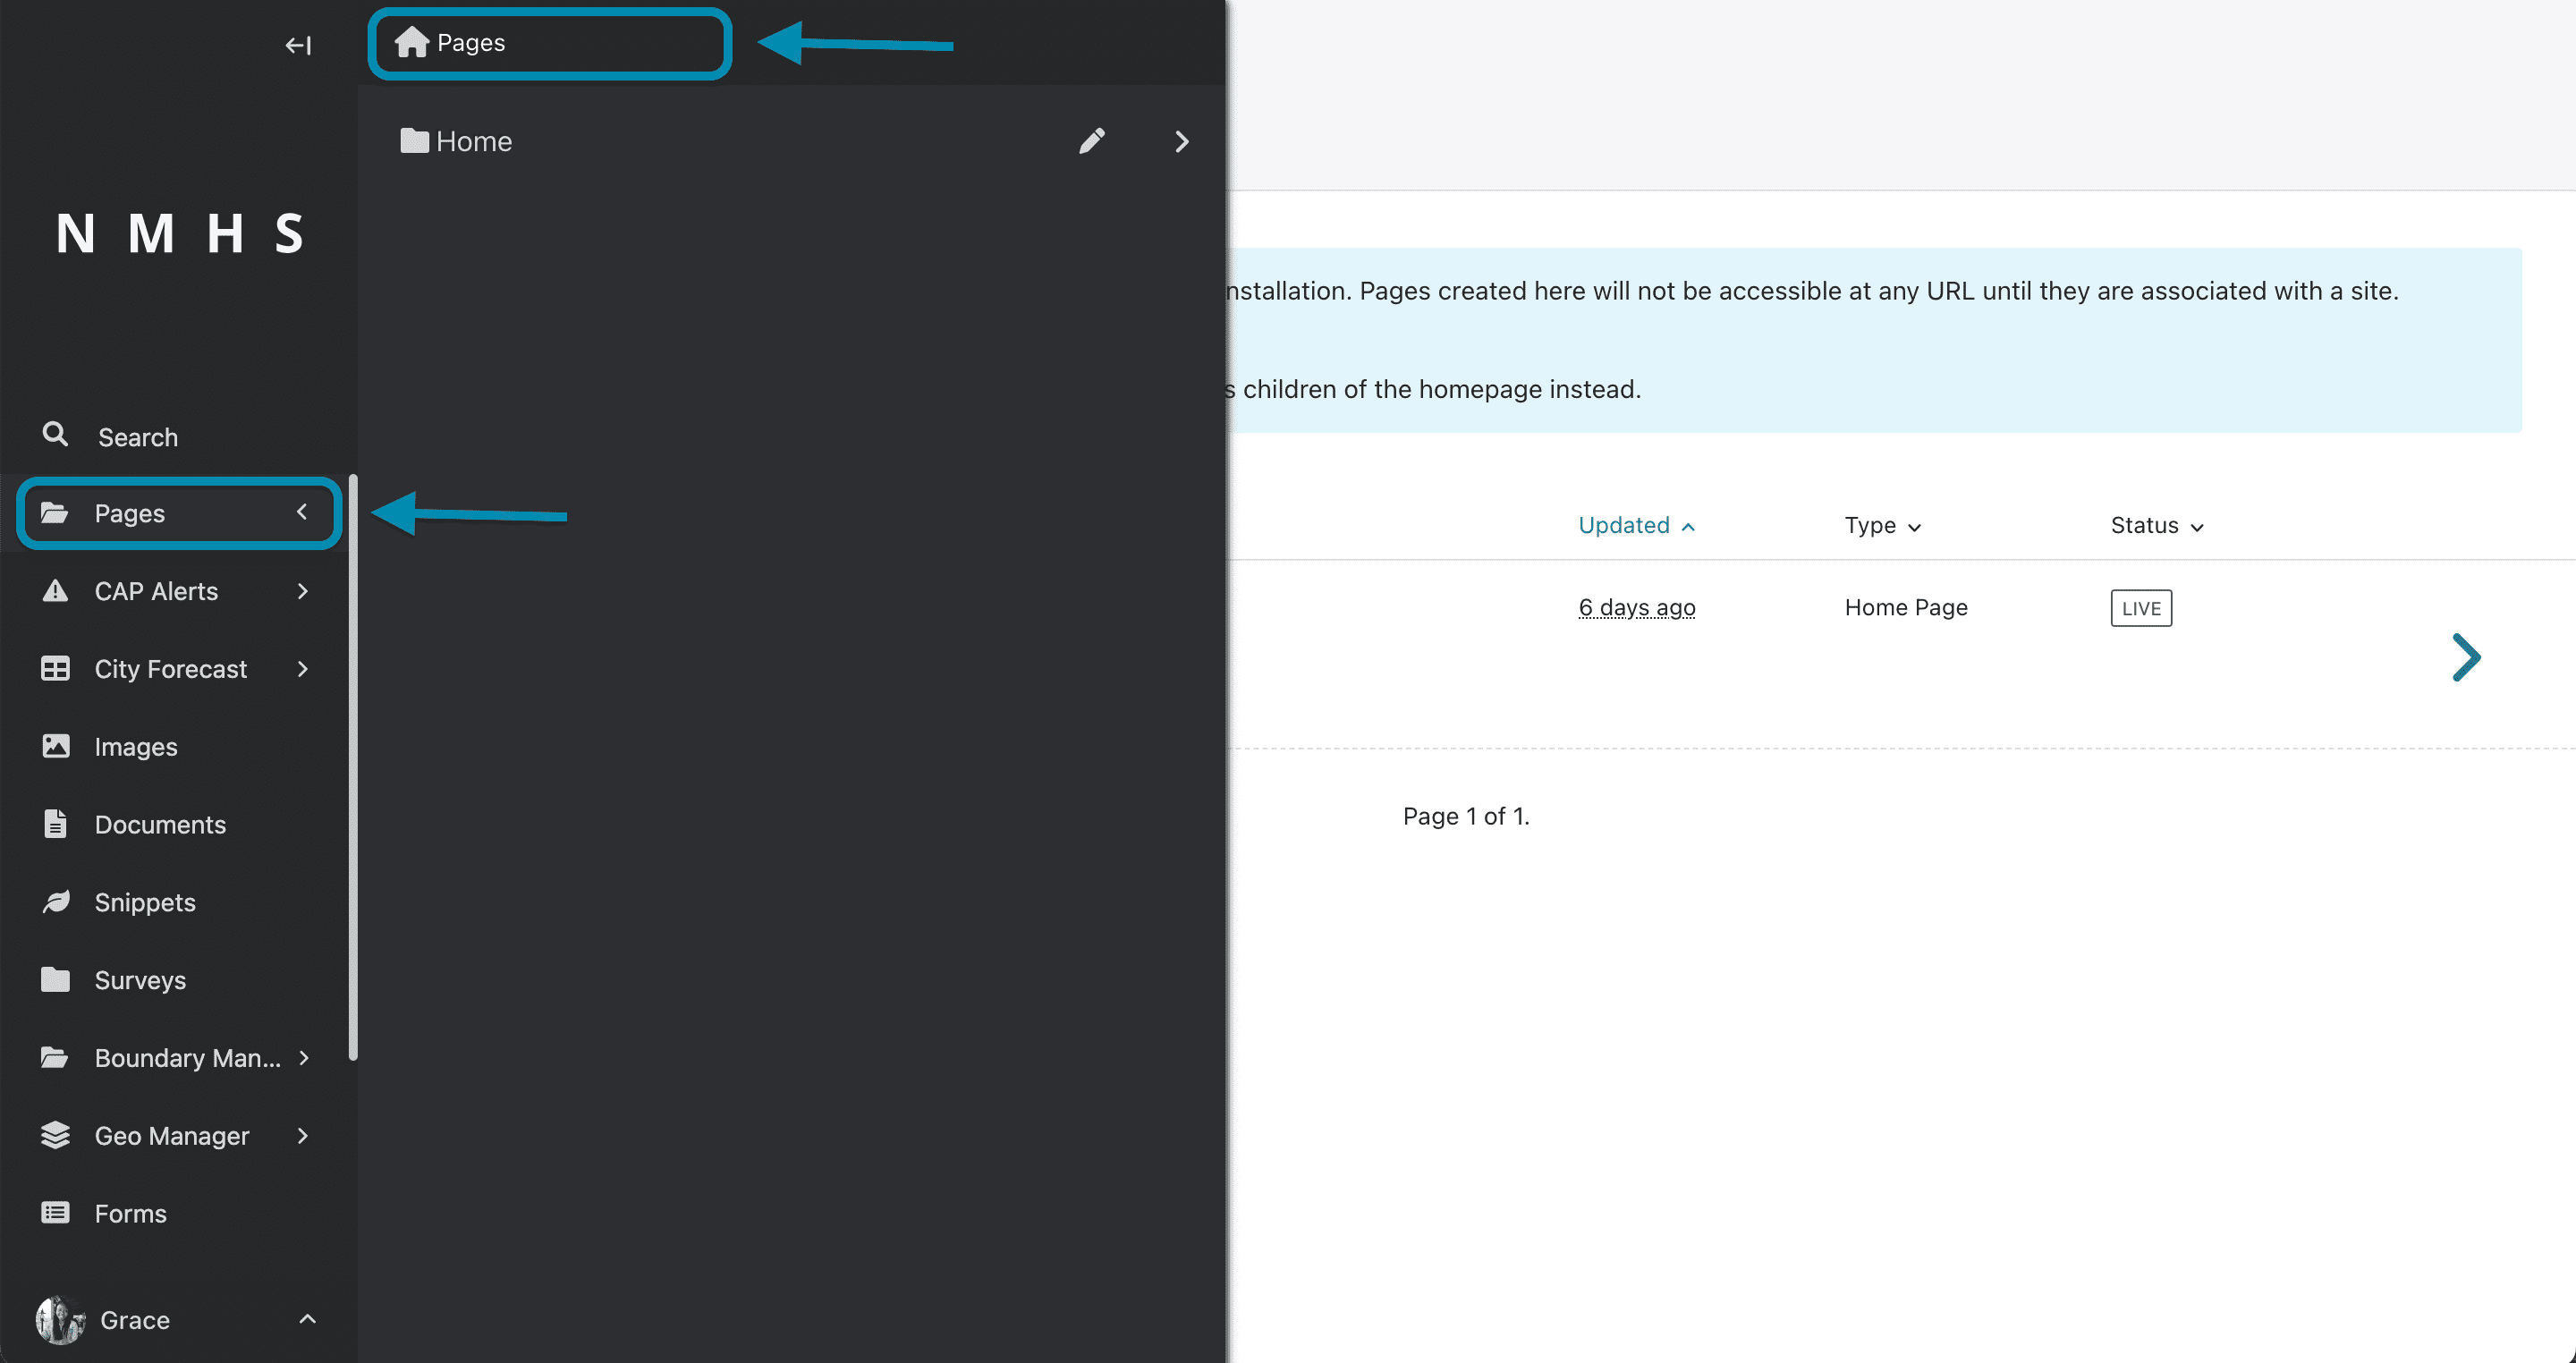 Pages
Home
N M H S
Search
Pages
CAP Alerts
City Forecast
Images
Documents
Snippets
Surveys
Boundary Man...
Geo Manager
Forms
Grace
nstallation. Pages created here will not be accessible at any URL until they are associated with a site.
s children of the homepage instead.
Updated Type Status
6 days ago Home Page LIVE
Page 1 of 1.